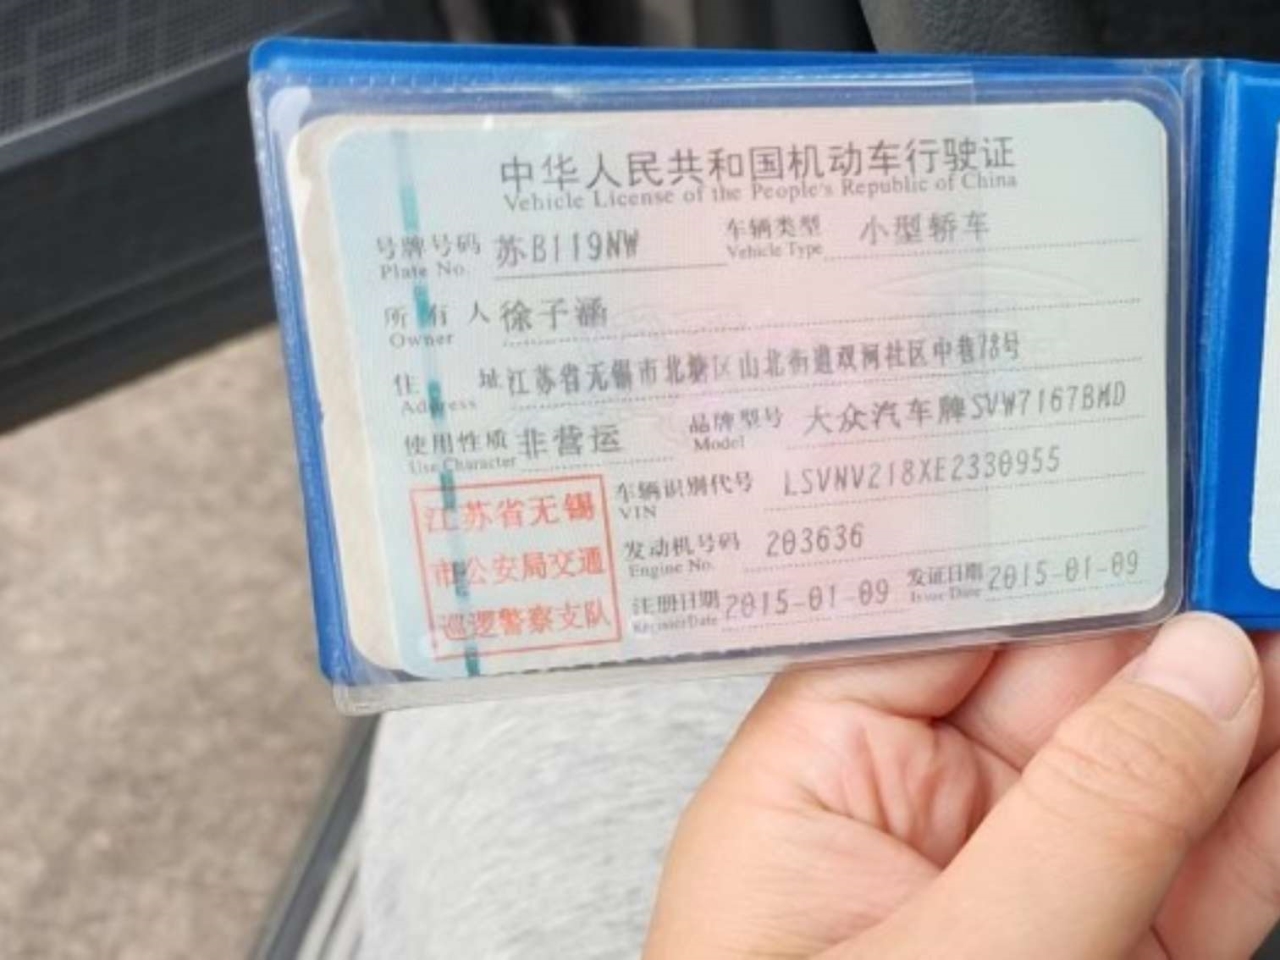 中华人民共和国机动车行驶证
Vehicle License of the People's Republic of China
号牌号码 苏B119NW 车辆类型 小型轿车
Plate No. Vehicle Type
所有人 徐子涵
Owner
住址 江苏省无锡市北塘区山北街道双河社区中巷78号
Address
使用性质 非营运 品牌型号 大众汽车牌SVW7167BMD
Use Character Model
江苏省无锡市公安局交通巡逻警察支队
车辆识别代号 LSVNV218XE2330955
VIN
发动机号码 203636
Engine No.
注册日期 2015-01-09 发证日期 2015-01-09
Register Date Issue Date